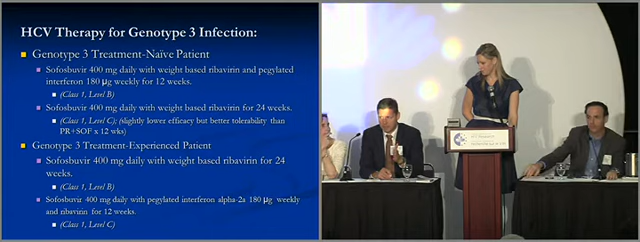 HCV Therapy for Genotype 3 Infection:
Genotype 3 Treatment-Naïve Patient
Sofosbuvir 400 mg daily with weight based ribavirin and pegylated
interferon 180 µg weekly for 12 weeks.
(Class 1, Level B)
Sofosbuvir 400 mg daily with weight based ribavirin for 24 weeks.
(Class 1, Level C); (slightly lower efficacy but better tolerability than
PR+SOF x 12 wks)
Genotype 3 Treatment-Experienced Patient
Sofosbuvir 400 mg daily with weight based ribavirin for 24
weeks.
(Class 1, Level B)
Sofosbuvir 400 mg daily with pegylated interferon alpha-2a 180 µg weekly
and ribavirin for 12 weeks.
(Class 1, Level C)